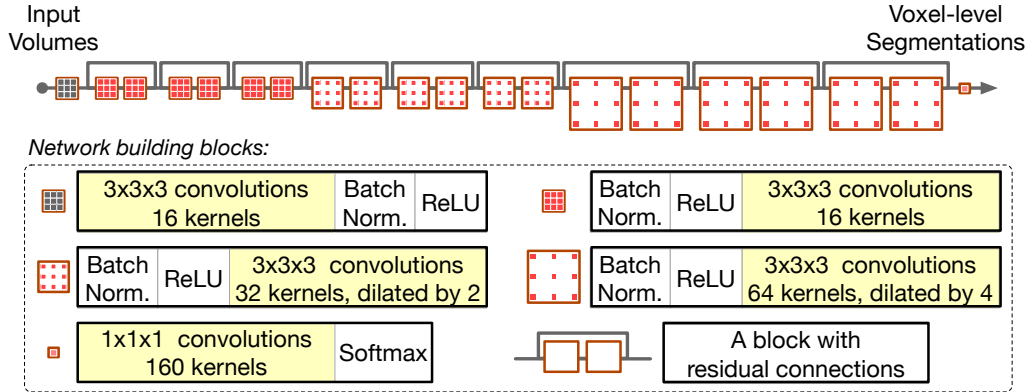 Input
Volumes
Voxel-level
Segmentations
Network building blocks:
3x3x3 convolutions
16 kernels
Batch
Norm.
ReLU
Batch
Norm.
ReLU
3x3x3 convolutions
16 kernels
Batch
Norm.
ReLU
3x3x3 convolutions
32 kernels, dilated by 2
Batch
Norm.
ReLU
3x3x3 convolutions
64 kernels, dilated by 4
1x1x1 convolutions
160 kernels
Softmax
A block with
residual connections